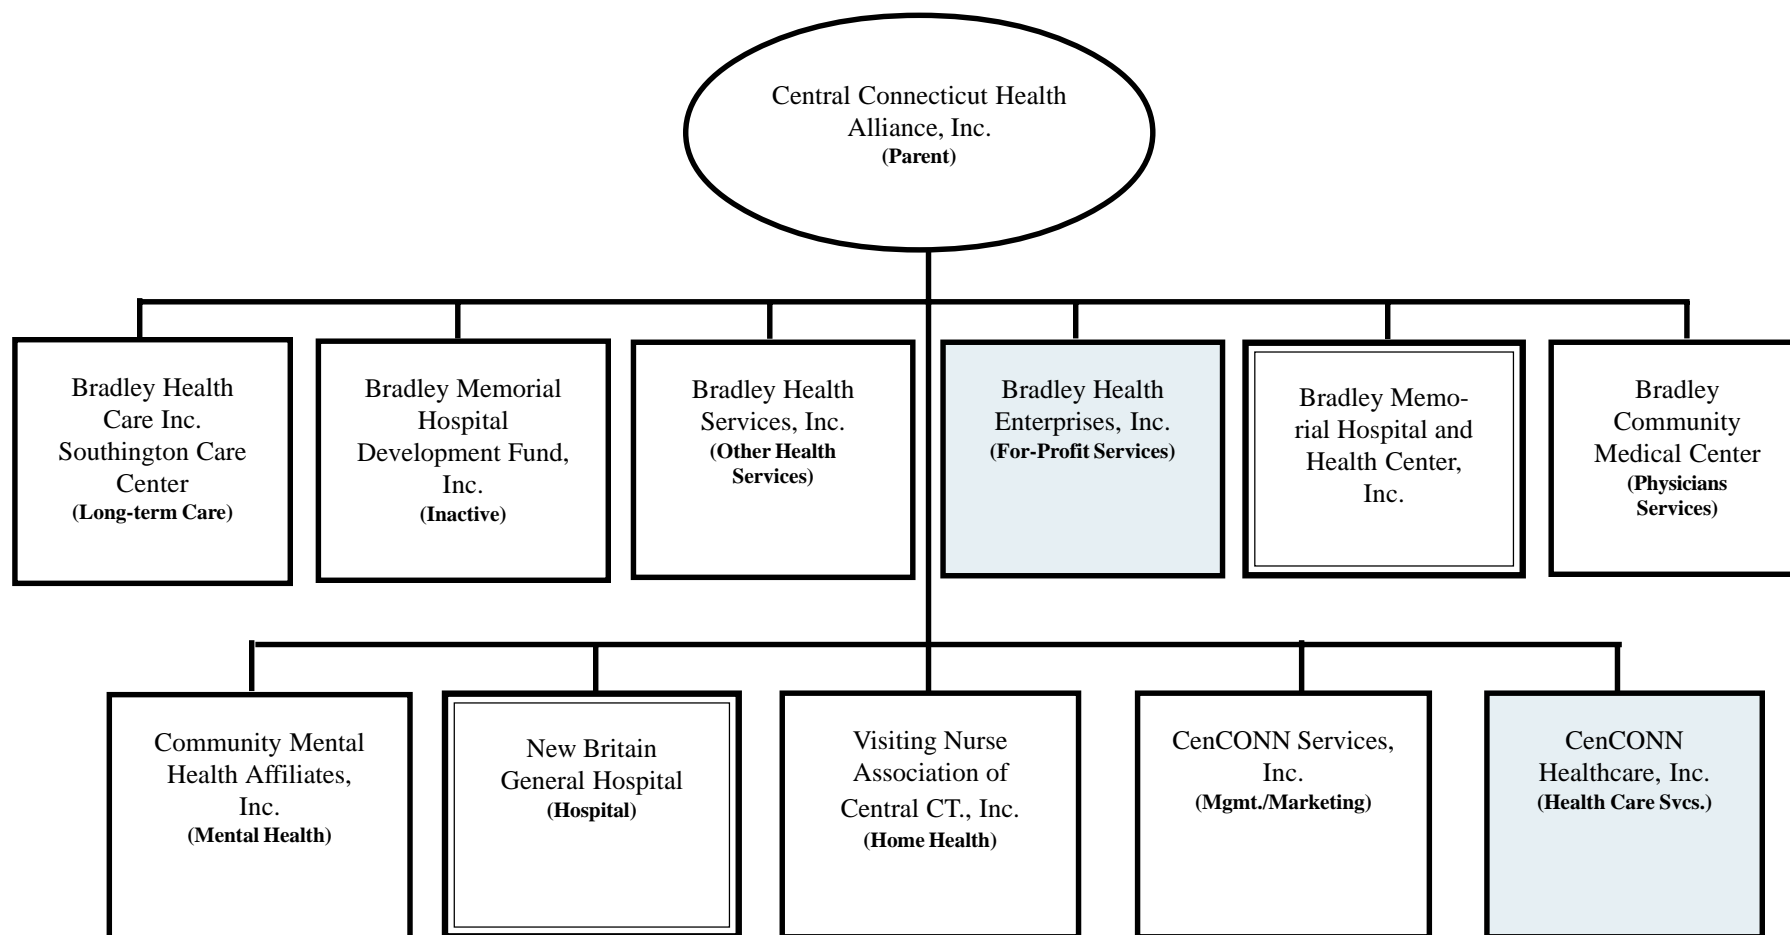 Central Connecticut Health
Alliance, Inc.
(Parent)
Bradley Health
Care Inc.
Southington Care
Center
(Long-term Care)
Bradley Memorial
Hospital
Development Fund,
Inc.
(Inactive)
Bradley Health
Services, Inc.
(Other Health
Services)
Bradley Health
Enterprises, Inc.
(For-Profit Services)
Bradley Memo-
rial Hospital and
Health Center,
Inc.
Bradley
Community
Medical Center
(Physicians
Services)
Community Mental
Health Affiliates,
Inc.
(Mental Health)
New Britain
General Hospital
(Hospital)
Visiting Nurse
Association of
Central CT., Inc.
(Home Health)
CenCONN Services,
Inc.
(Mgmt./Marketing)
CenCONN
Healthcare, Inc.
(Health Care Svcs.)